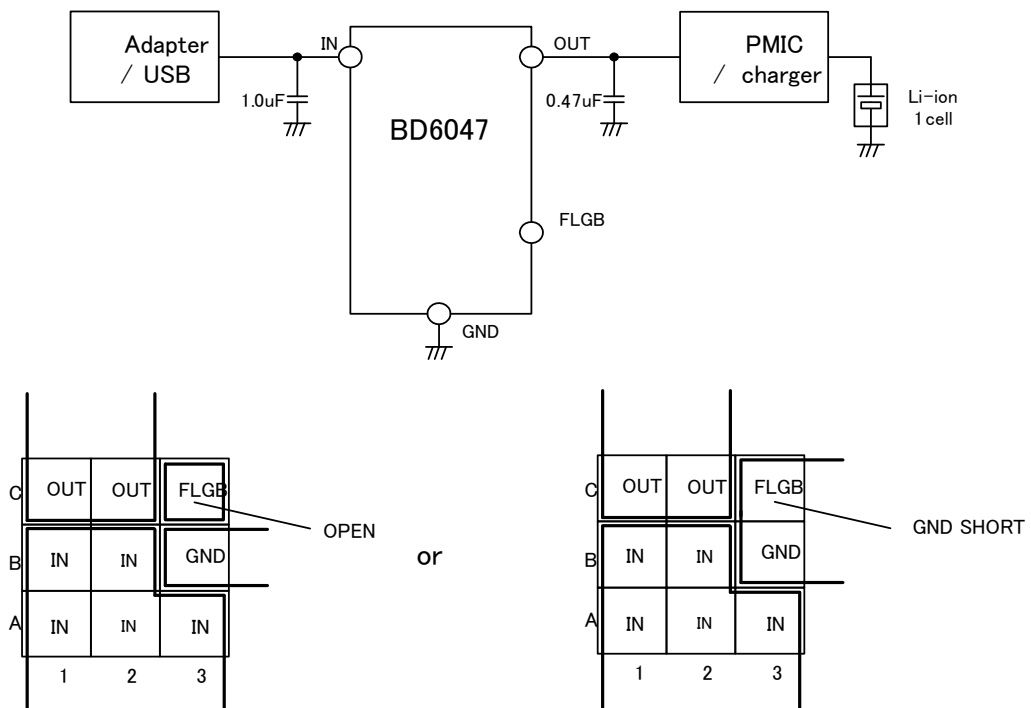 Adapter
/ USB
IN
OUT
PMIC
/ charger
1.0uF
0.47uF
Li-ion
1cell
BD6047
FLGB
GND
C
OUT
OUT
FLGB
OPEN
B
IN
IN
GND
A
IN
IN
IN
1
2
3
or
C
OUT
OUT
FLGB
GND SHORT
B
IN
IN
GND
A
IN
IN
IN
1
2
3